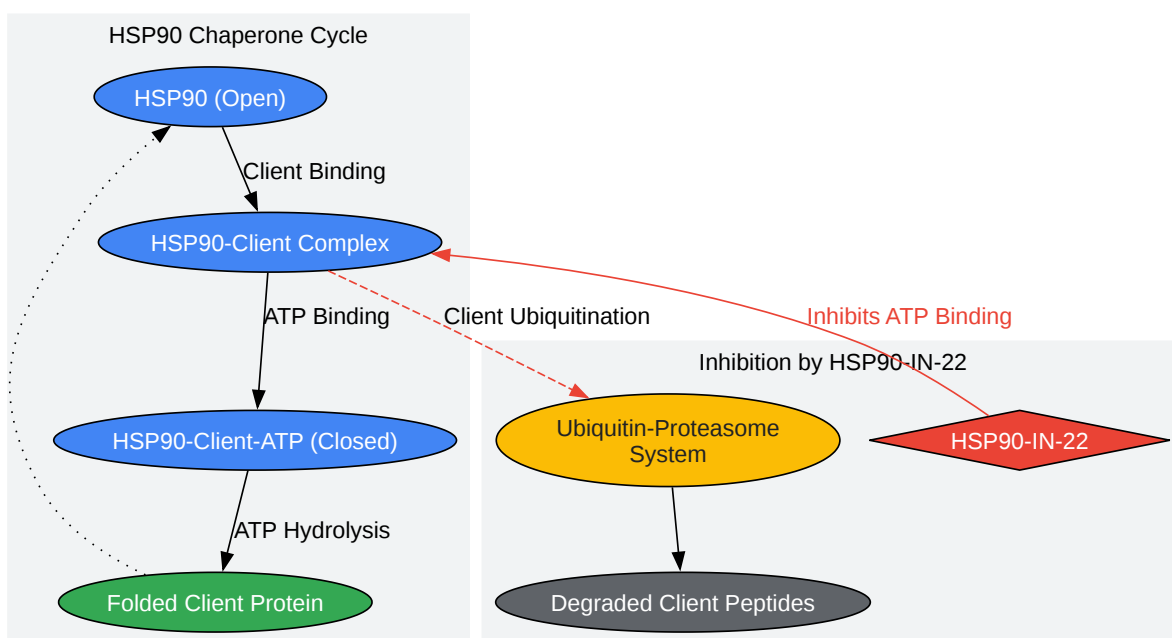 HSP90 Chaperone Cycle
HSP90 (Open)
Client Binding
HSP90-Client Complex
ATP Binding
Client Ubiquitination
Inhibits ATP Binding
Inhibition by HSP90-IN-22
HSP90-Client-ATP (Closed)
Ubiquitin-Proteasome
System
HSP90-IN-22
ATP Hydrolysis
Folded Client Protein
Degraded Client Peptides